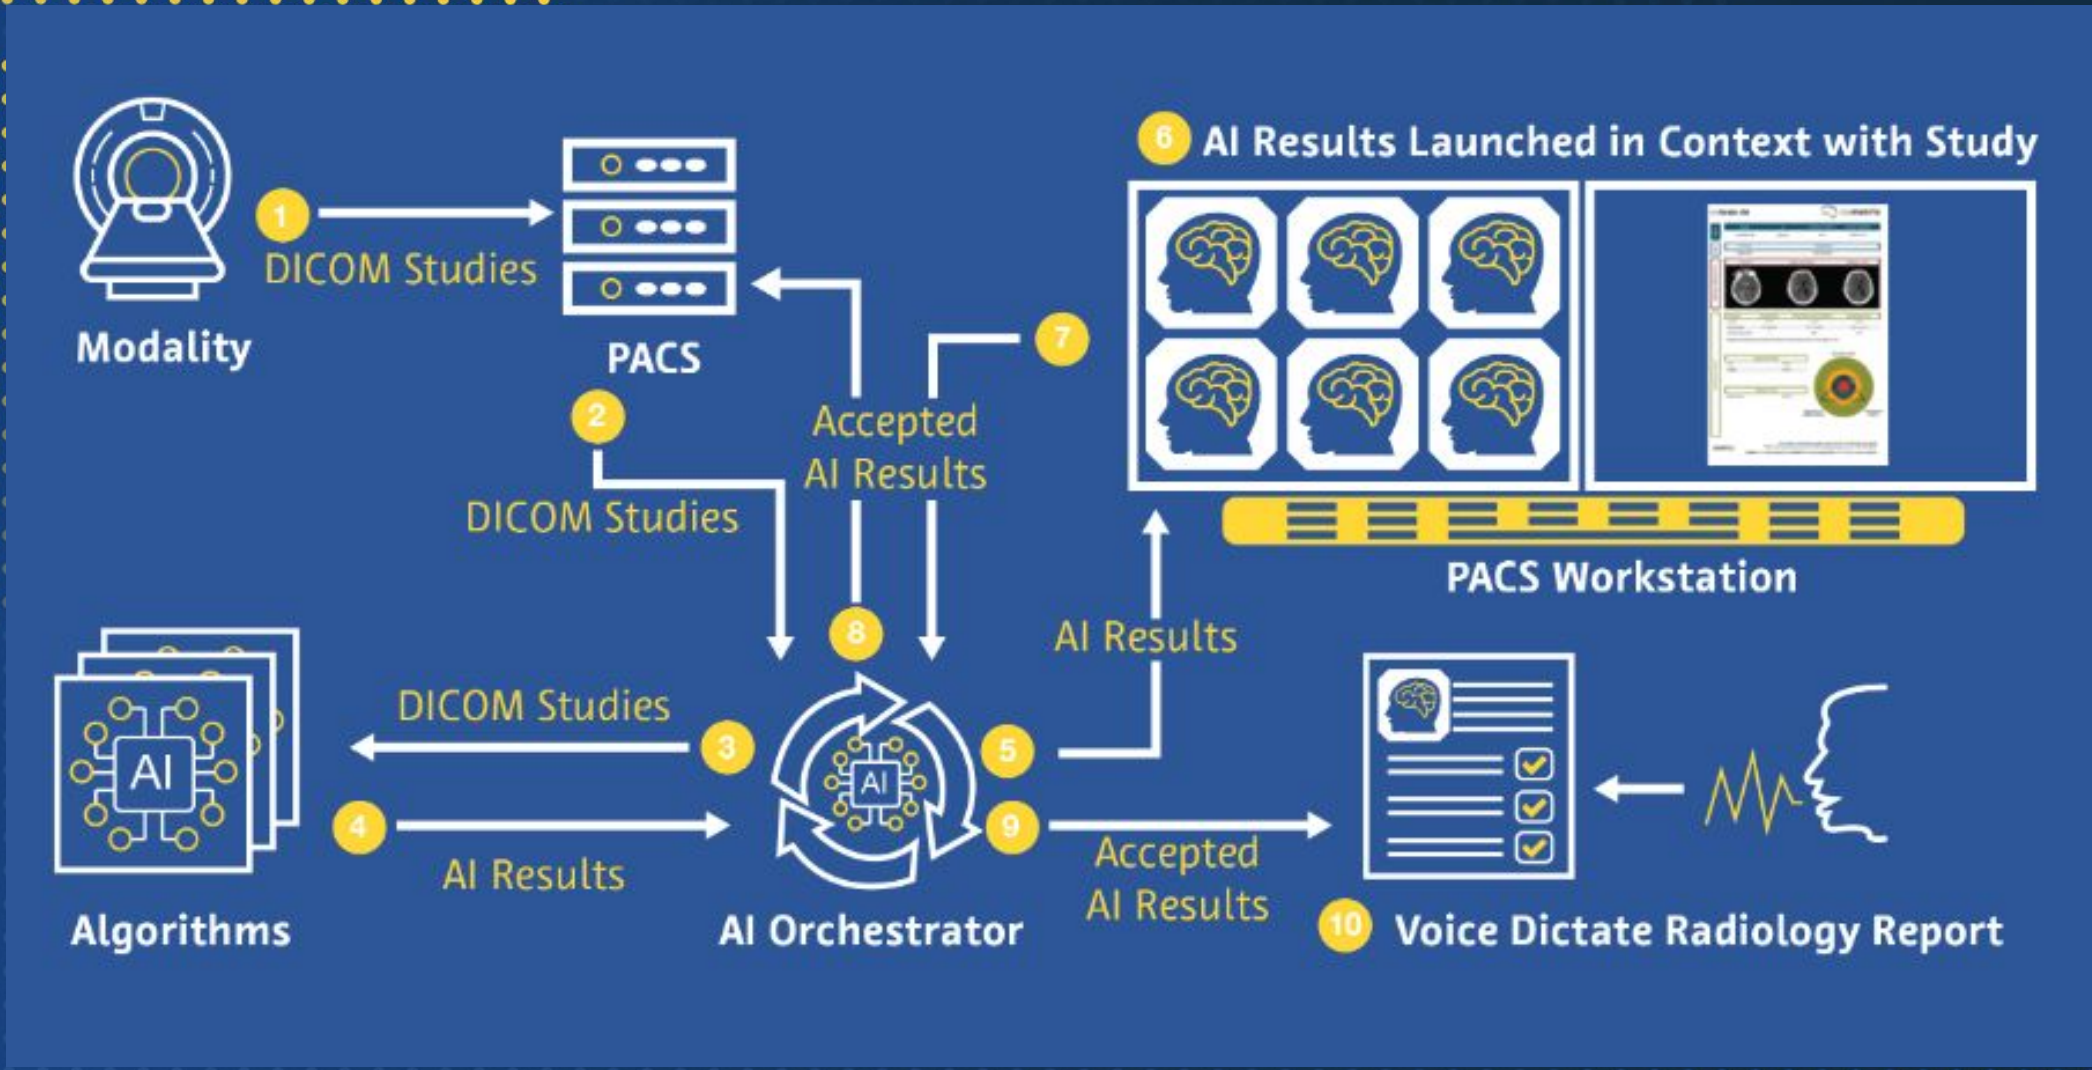 1
DICOM Studies
Modality
PACS
2
DICOM Studies
6 AI Results Launched in Context with Study
7
Accepted
AI Results
8
PACS Workstation
AI Results
DICOM Studies
3
AI
4
AI Results
Algorithms
AI
AI Orchestrator
5
9
Accepted
AI Results
10 Voice Dictate Radiology Report